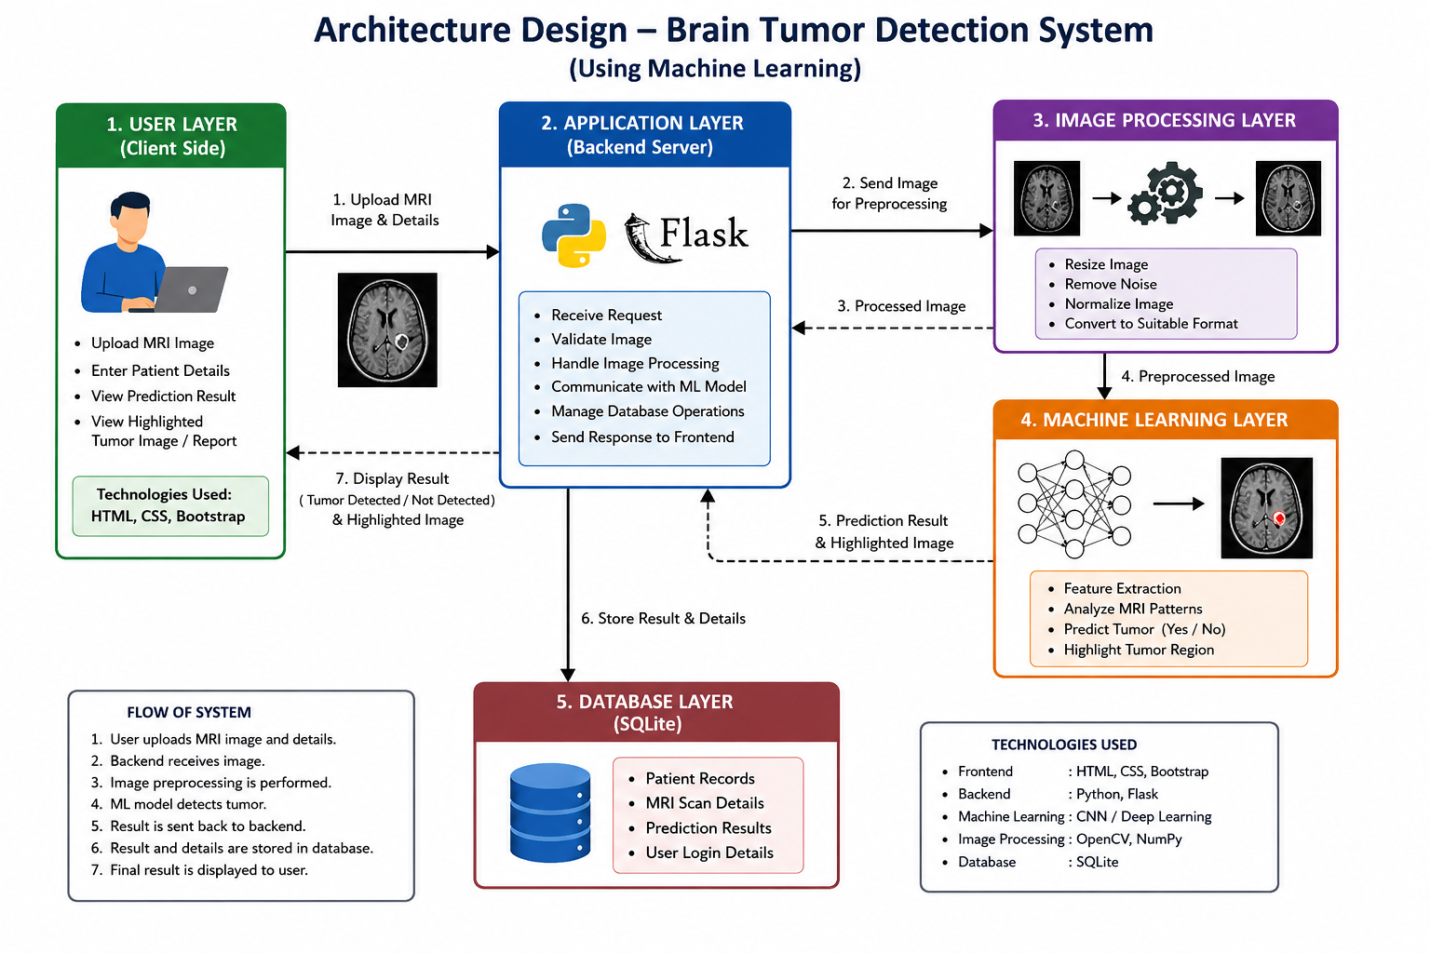 Architecture Design – Brain Tumor Detection System
(Using Machine Learning)
1. USER LAYER
(Client Side)
• Upload MRI Image
• Enter Patient Details
• View Prediction Result
• View Highlighted
Tumor Image / Report
Technologies Used:
HTML, CSS, Bootstrap
1. Upload MRI
Image & Details
7. Display Result
( Tumor Detected / Not Detected)
& Highlighted Image
2. APPLICATION LAYER
(Backend Server)
Flask
• Receive Request
• Validate Image
• Handle Image Processing
• Communicate with ML Model
• Manage Database Operations
• Send Response to Frontend
2. Send Image
for Preprocessing
3. Processed Image
3. IMAGE PROCESSING LAYER
• Resize Image
• Remove Noise
• Normalize Image
• Convert to Suitable Format
4. Preprocessed Image
4. MACHINE LEARNING LAYER
• Feature Extraction
• Analyze MRI Patterns
• Predict Tumor (Yes / No)
• Highlight Tumor Region
5. Prediction Result
& Highlighted Image
6. Store Result & Details
5. DATABASE LAYER
(SQLite)
• Patient Records
• MRI Scan Details
• Prediction Results
• User Login Details
FLOW OF SYSTEM
1. User uploads MRI image and details.
2. Backend receives image.
3. Image preprocessing is performed.
4. ML model detects tumor.
5. Result is sent back to backend.
6. Result and details are stored in database.
7. Final result is displayed to user.
TECHNOLOGIES USED
• Frontend : HTML, CSS, Bootstrap
• Backend : Python, Flask
• Machine Learning : CNN / Deep Learning
• Image Processing : OpenCV, NumPy
• Database : SQLite